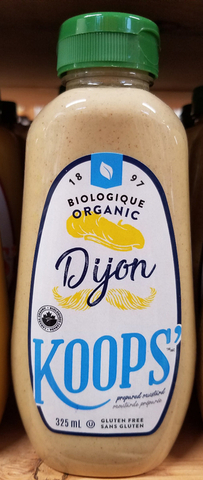 18 97
BIOLOGIQUE
ORGANIC
Dijon
KOOPS'
prepared mustard
moutarde préparée
325 mL
GLUTEN FREE
SANS GLUTEN